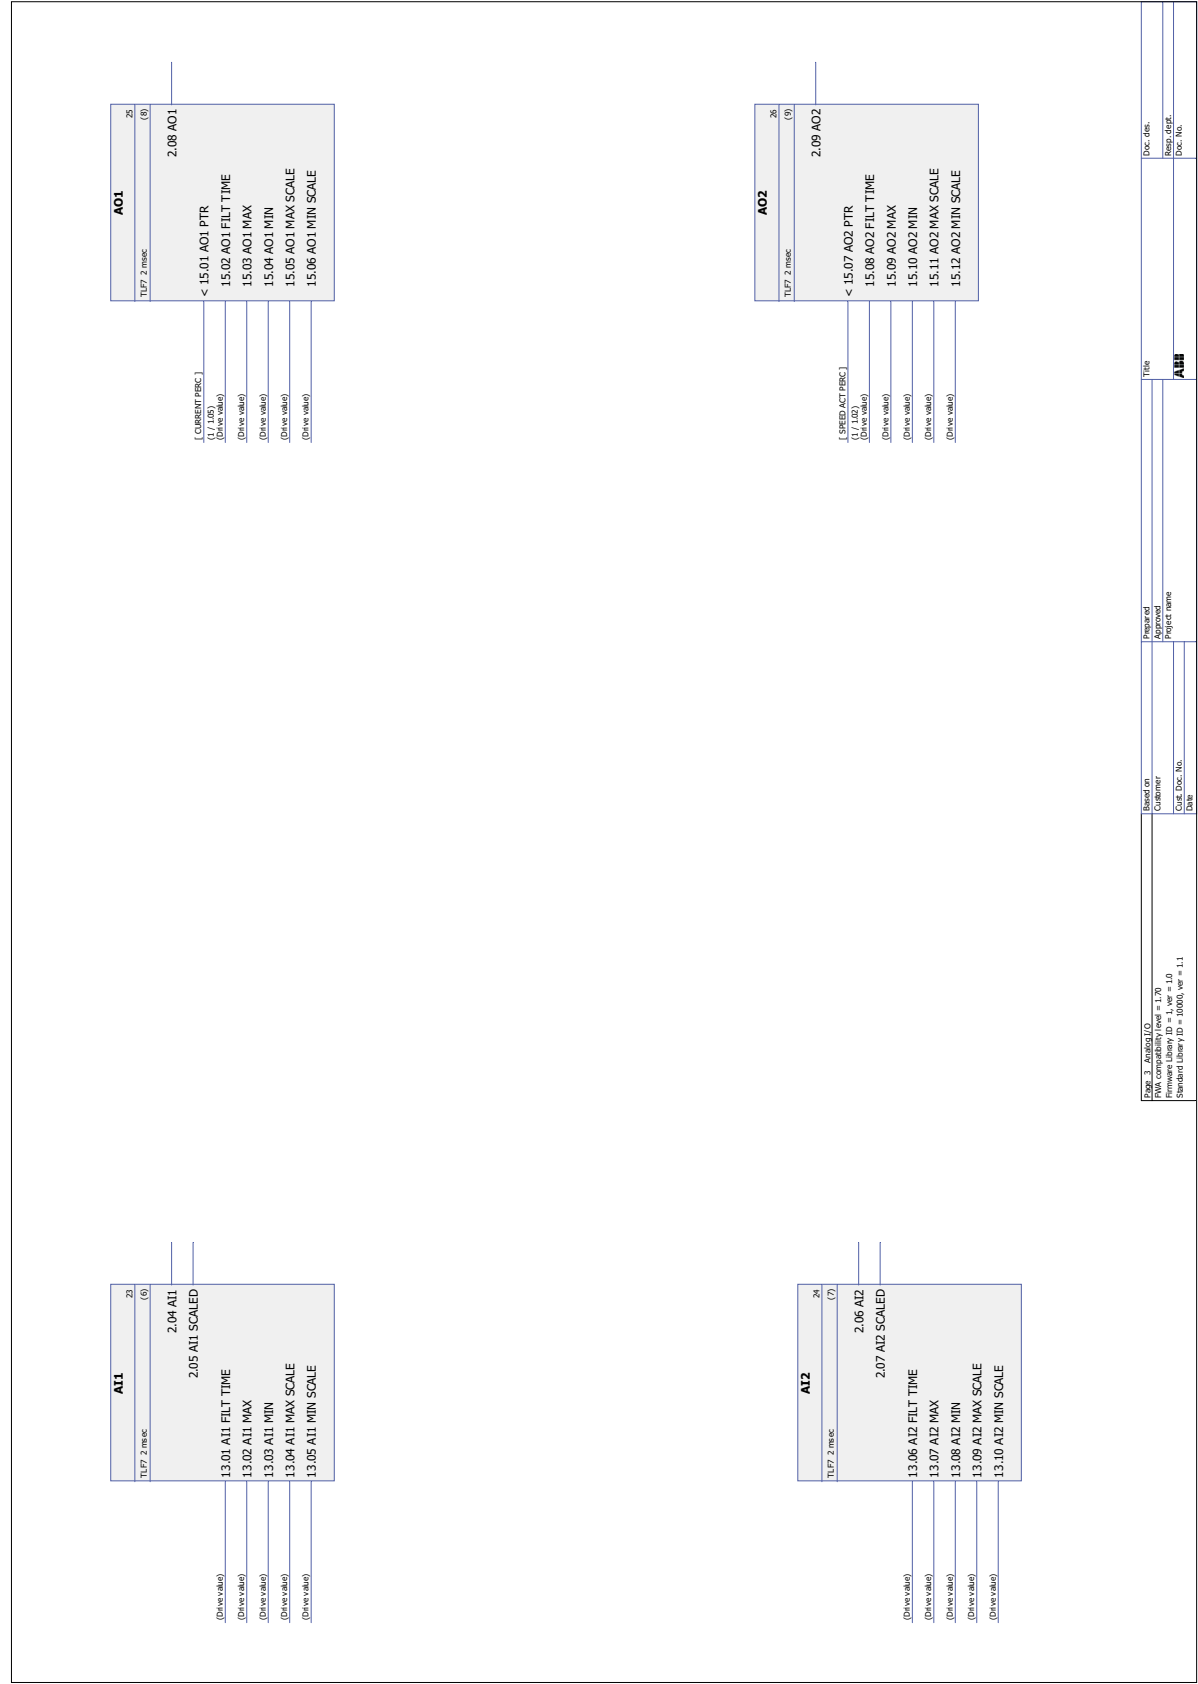 AI1
TLF7 2 msec
23
(6)
2.04 AI1
2.05 AI1 SCALED
(Drive value)
13.01 AI1 FILT TIME
(Drive value)
13.02 AI1 MAX
(Drive value)
13.03 AI1 MIN
(Drive value)
13.04 AI1 MAX SCALE
(Drive value)
13.05 AI1 MIN SCALE
AO1
TLF7 2 msec
25
(8)
2.08 AO1
[ CURRENT PERC ]
(1 / 1.05)
< 15.01 AO1 PTR
(Drive value)
15.02 AO1 FILT TIME
(Drive value)
15.03 AO1 MAX
(Drive value)
15.04 AO1 MIN
(Drive value)
15.05 AO1 MAX SCALE
(Drive value)
15.06 AO1 MIN SCALE
AI2
TLF7 2 msec
24
(7)
2.06 AI2
2.07 AI2 SCALED
(Drive value)
13.06 AI2 FILT TIME
(Drive value)
13.07 AI2 MAX
(Drive value)
13.08 AI2 MIN
(Drive value)
13.09 AI2 MAX SCALE
(Drive value)
13.10 AI2 MIN SCALE
AO2
TLF7 2 msec
26
(9)
2.09 AO2
[ SPEED ACT PERC ]
(1 / 1.02)
< 15.07 AO2 PTR
(Drive value)
15.08 AO2 FILT TIME
(Drive value)
15.09 AO2 MAX
(Drive value)
15.10 AO2 MIN
(Drive value)
15.11 AO2 MAX SCALE
(Drive value)
15.12 AO2 MIN SCALE
Page 3 Analog I/O
FWA compatibility level = 1.70
Firmware Library ID = 1, ver = 1.0
Standard Library ID = 10000, ver = 1.1
Based on
Customer
Cust. Doc. No.
Date
Prepared
Approved
Project name
Title
ABB
Doc. des.
Resp. dept.
Doc. No.